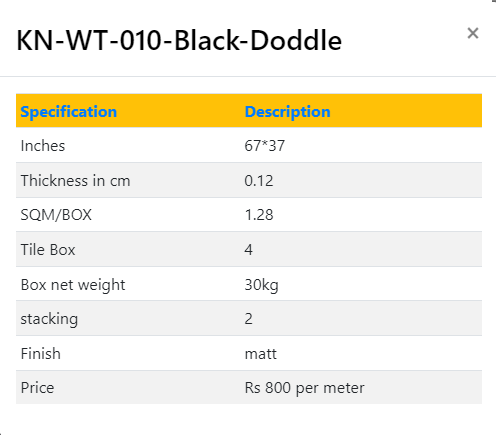 KN-WT-010-Black-Doddle ×
Specification Description
Inches 67*37
Thickness in cm 0.12
SQM/BOX 1.28
Tile Box 4
Box net weight 30kg
stacking 2
Finish matt
Price Rs 800 per meter